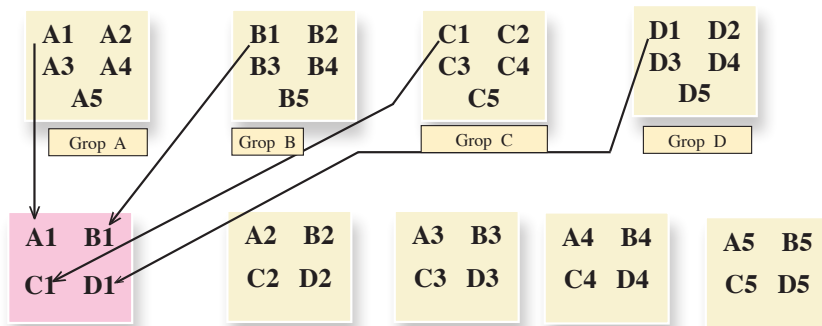 A1 A2
A3 A4
A5
Grop A
B1 B2
B3 B4
B5
Grop B
C1 C2
C3 C4
C5
Grop C
D1 D2
D3 D4
D5
Grop D
A1 B1
C1 D1
A2 B2
C2 D2
A3 B3
C3 D3
A4 B4
C4 D4
A5 B5
C5 D5